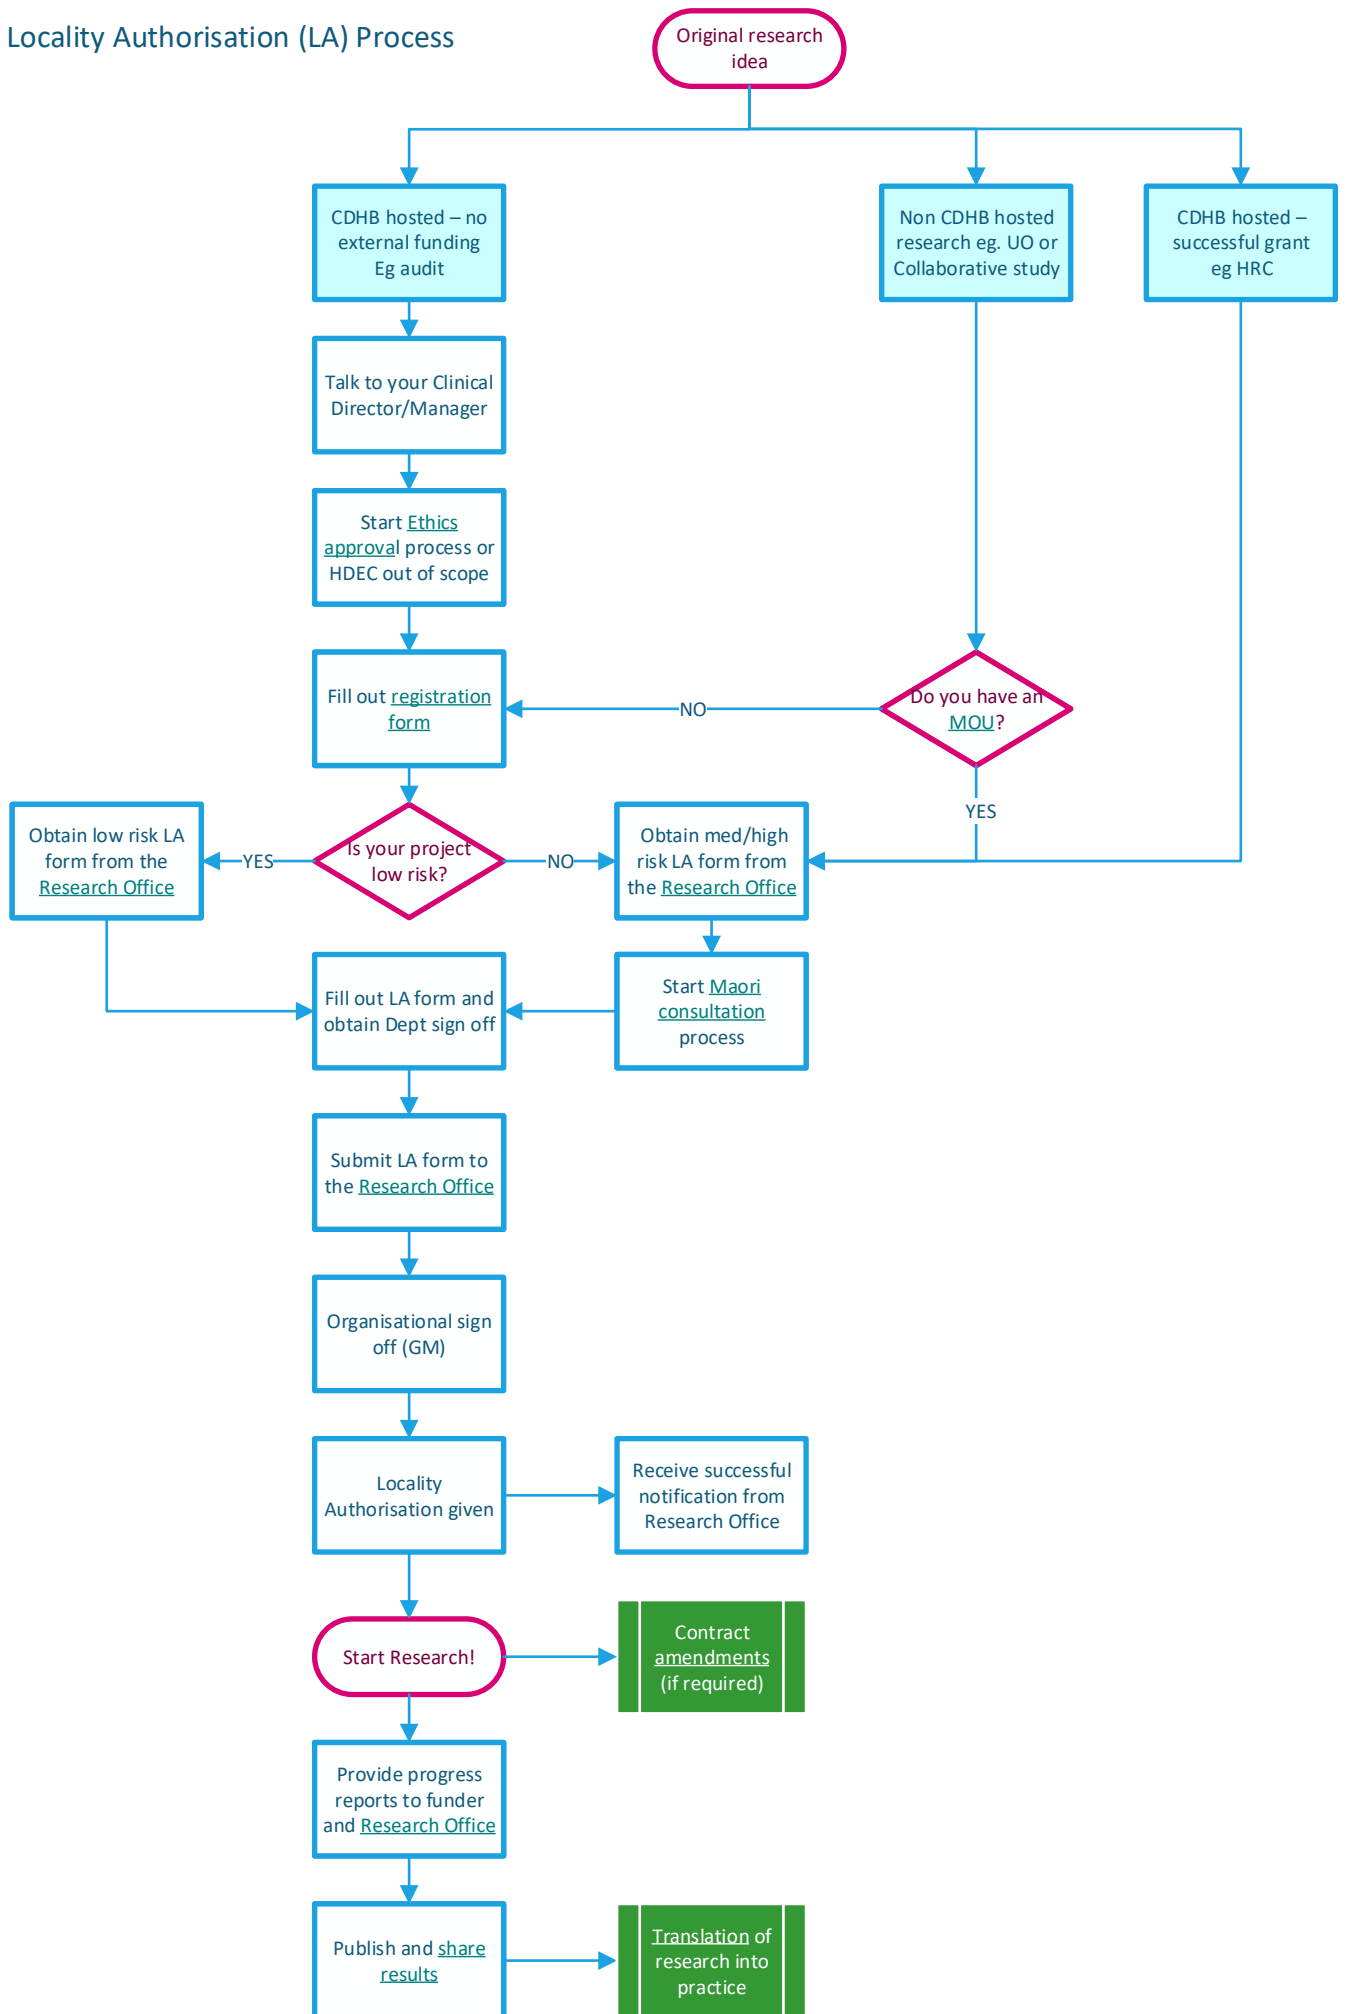 Locality Authorisation (LA) Process
Original research
idea
CDHB hosted – no
external funding
Eg audit
Non CDHB hosted
research eg. UO or
Collaborative study
CDHB hosted –
successful grant
eg HRC
Talk to your Clinical
Director/Manager
Start Ethics
approval process or
HDEC out of scope
Fill out registration
form
NO
Do you have an
MOU?
YES
Obtain low risk LA
form from the
Research Office
YES
Is your project
low risk?
NO
Obtain med/high
risk LA form from
the Research Office
Fill out LA form and
obtain Dept sign off
Start Maori
consultation
process
Submit LA form to
the Research Office
Organisational sign
off (GM)
Locality
Authorisation given
Receive successful
notification from
Research Office
Start Research!
Contract
amendments
(if required)
Provide progress
reports to funder
and Research Office
Publish and share
results
Translation of
research into
practice